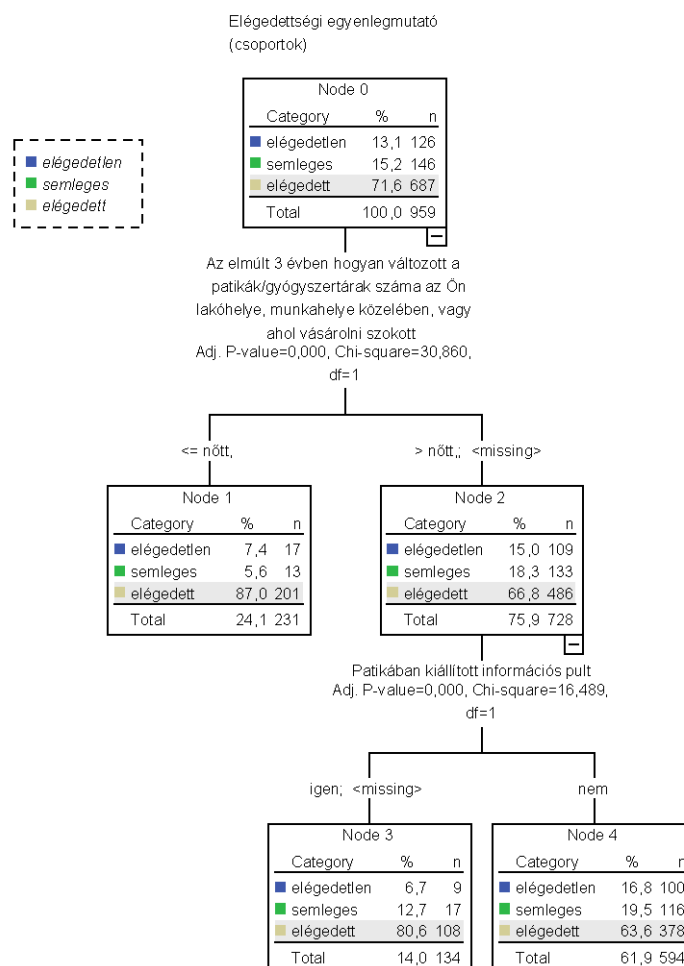 Elégedettségi egyenlegmutató
(csoportok)
Node 0
Category % n
elégedetlen 13,1 126
semleges 15,2 146
elégedett 71,6 687
Total 100,0 959
elégedetlen
semleges
elégedett
Az elmúlt 3 évben hogyan változott a
patikák/gyógyszertárak száma az Ön
lakóhelye, munkahelye közelében, vagy
ahol vásárolni szokott
Adj. P-value=0,000, Chi-square=30,860,
df=1
<= nőtt,
> nőtt,; <missing>
Node 1
Category % n
elégedetlen 7,4 17
semleges 5,6 13
elégedett 87,0 201
Total 24,1 231
Node 2
Category % n
elégedetlen 15,0 109
semleges 18,3 133
elégedett 66,8 486
Total 75,9 728
Patikában kiállított információs pult
Adj. P-value=0,000, Chi-square=16,489,
df=1
igen; <missing>
nem
Node 3
Category % n
elégedetlen 6,7 9
semleges 12,7 17
elégedett 80,6 108
Total 14,0 134
Node 4
Category % n
elégedetlen 16,8 100
semleges 19,5 116
elégedett 63,6 378
Total 61,9 594